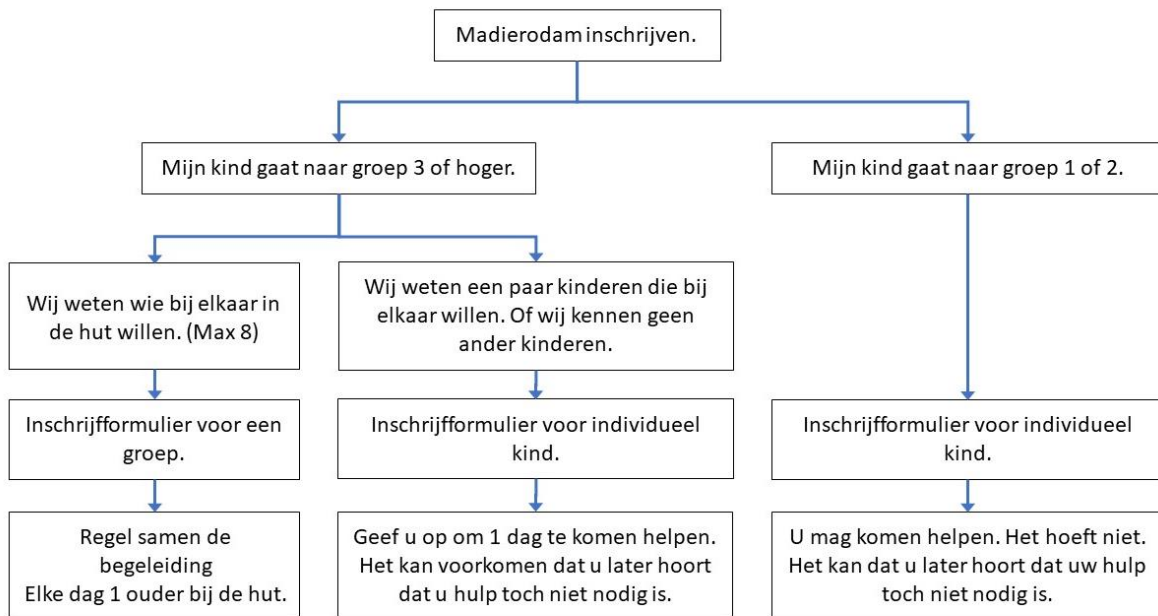 Madierodam inschrijven.
Mijn kind gaat naar groep 3 of hoger.
Mijn kind gaat naar groep 1 of 2.
Wij weten wie bij elkaar in
de hut willen. (Max 8)
Wij weten een paar kinderen die bij
elkaar willen. Of wij kennen geen
ander kinderen.
Inschrijfformulier voor een
groep.
Inschrijfformulier voor individueel
kind.
Inschrijfformulier voor individueel
kind.
Regel samen de
begeleiding
Elke dag 1 ouder bij de hut.
Geef u op om 1 dag te komen helpen.
Het kan voorkomen dat u later hoort
dat u hulp toch niet nodig is.
U mag komen helpen. Het hoeft niet.
Het kan dat u later hoort dat uw hulp
toch niet nodig is.